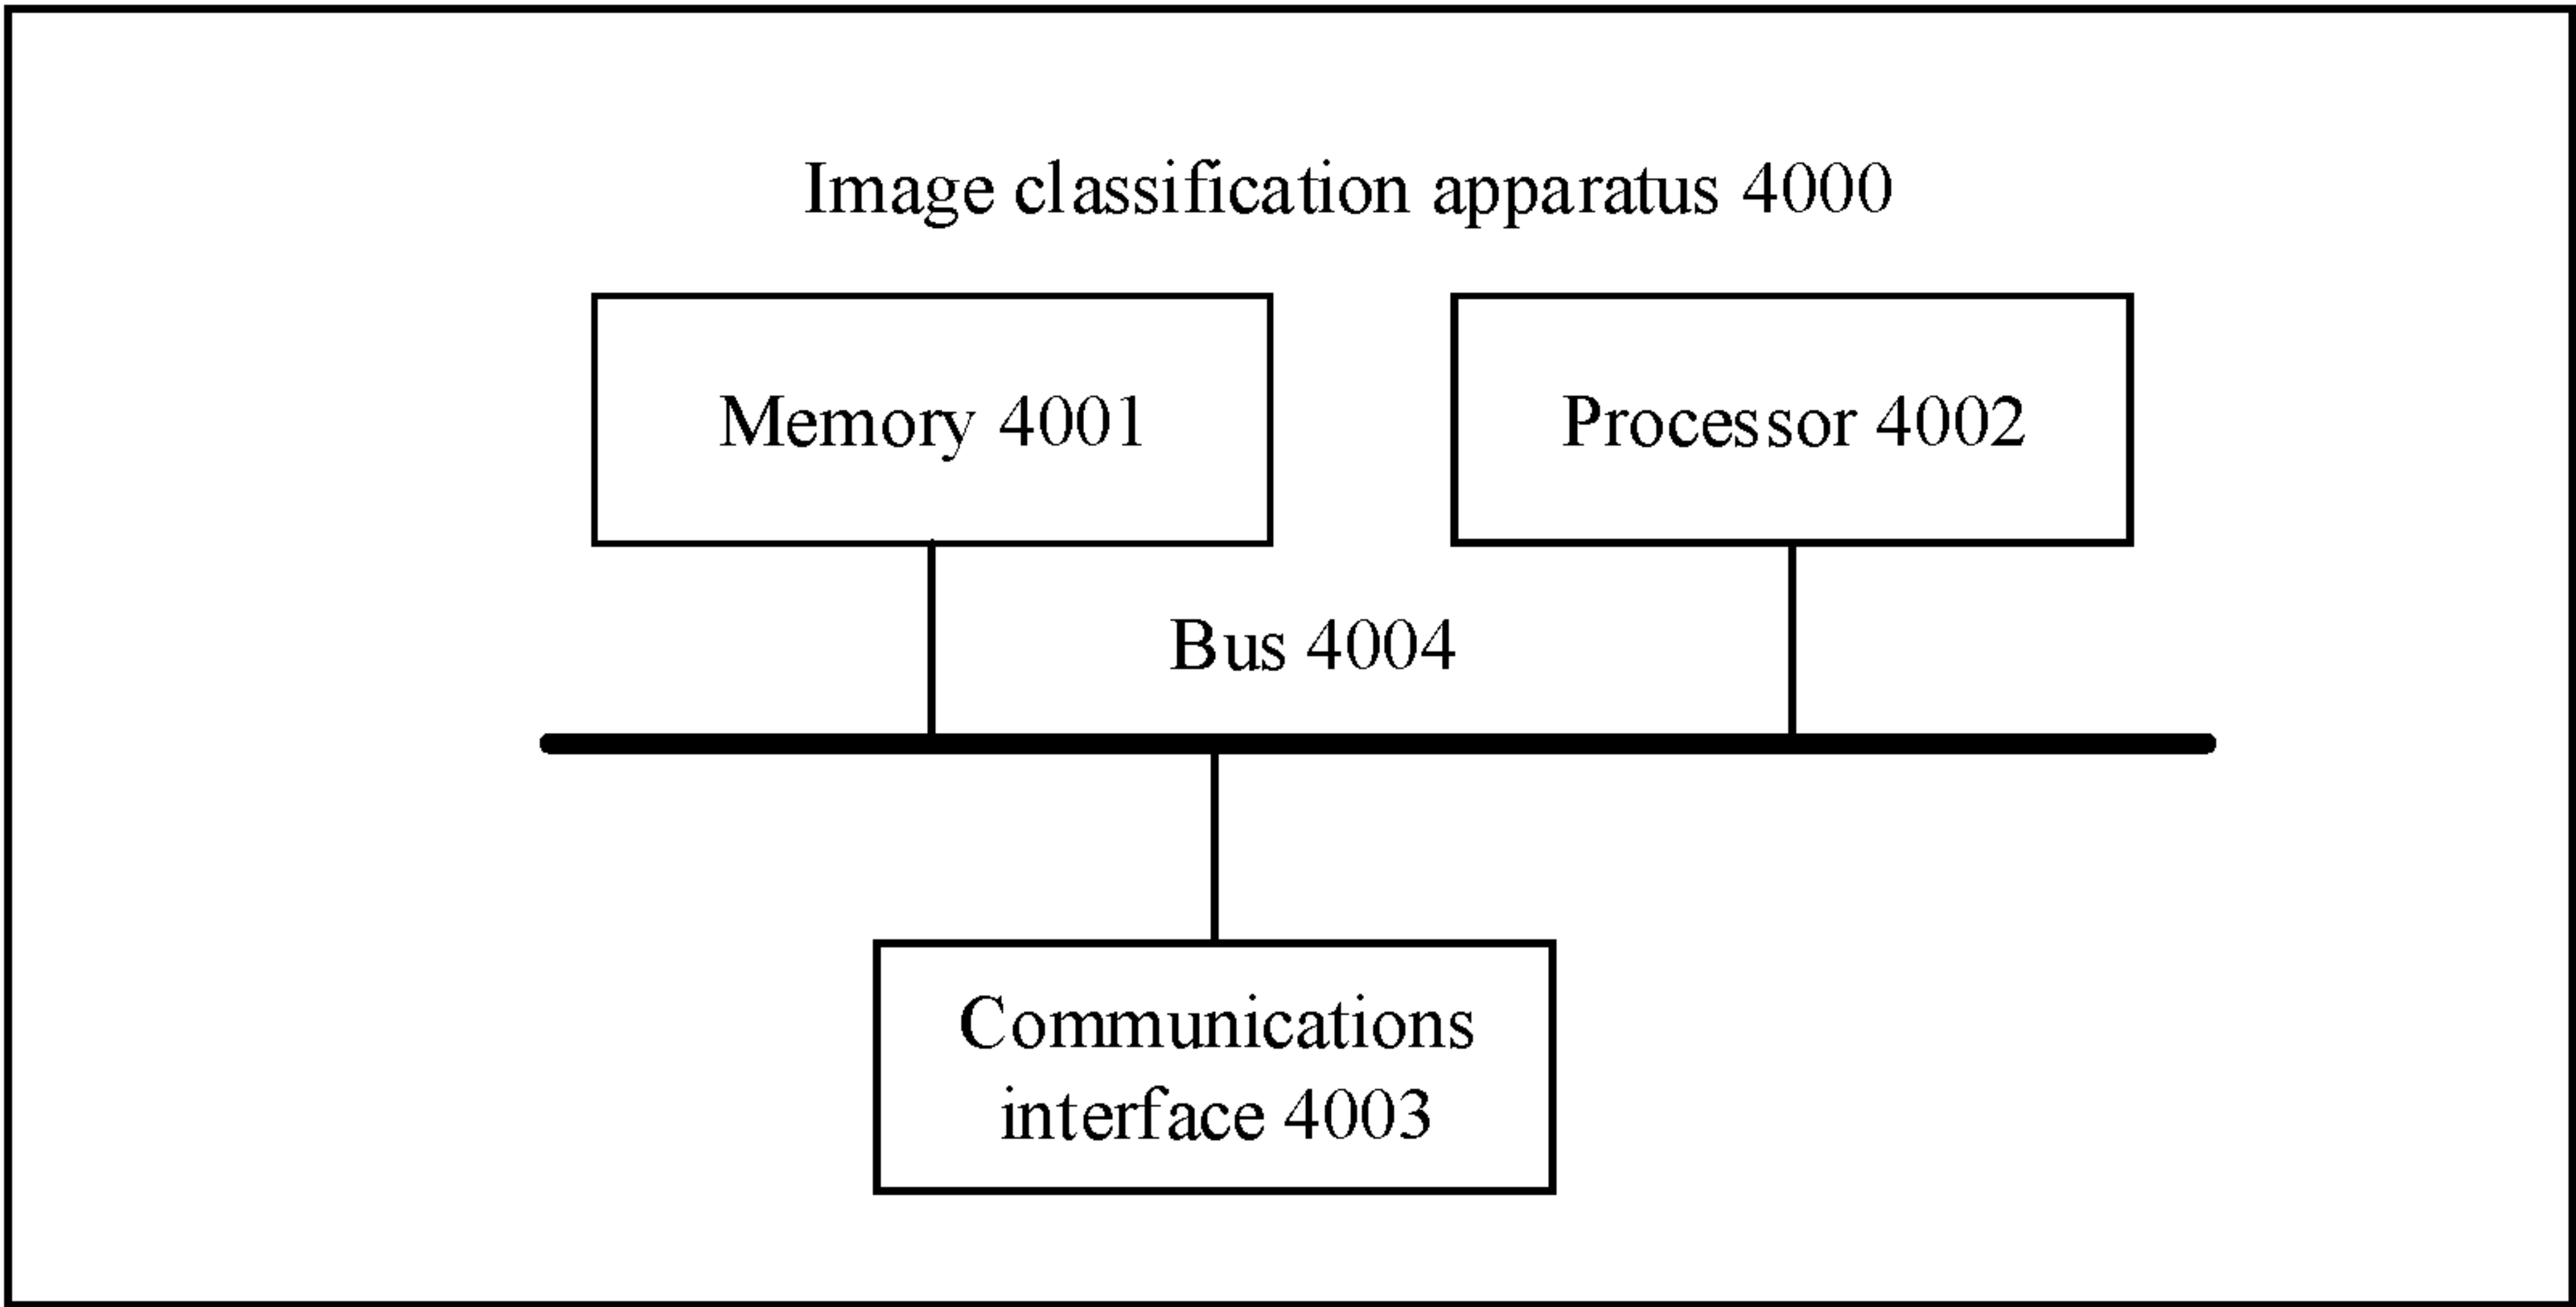 Image classification apparatus 4000
Memory 4001
Processor 4002
Bus 4004
Communications
interface 4003